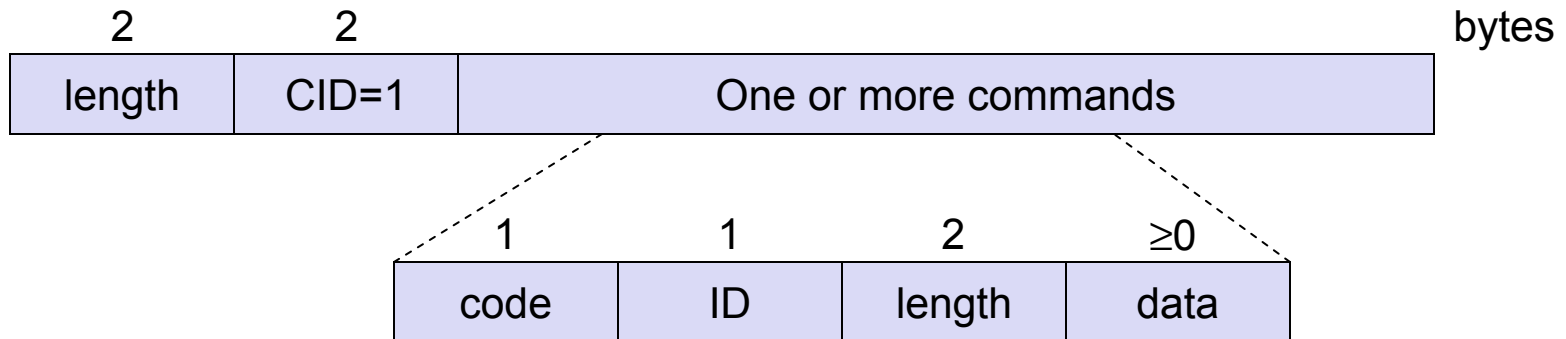 2 2 bytes
length CID=1 One or more commands
1 1 2 ≥0
code ID length data